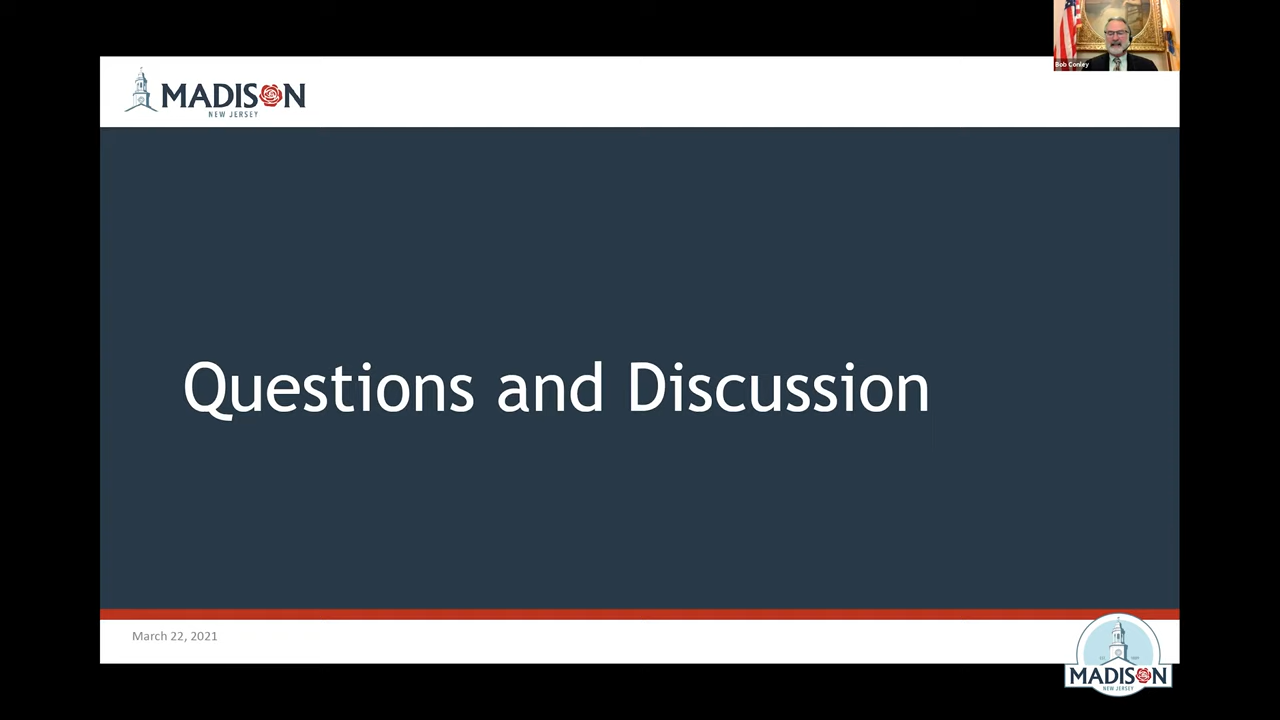 Bob Conley
MADISON
NEW JERSEY
Questions and Discussion
March 22, 2021
MADISON
NEW JERSEY